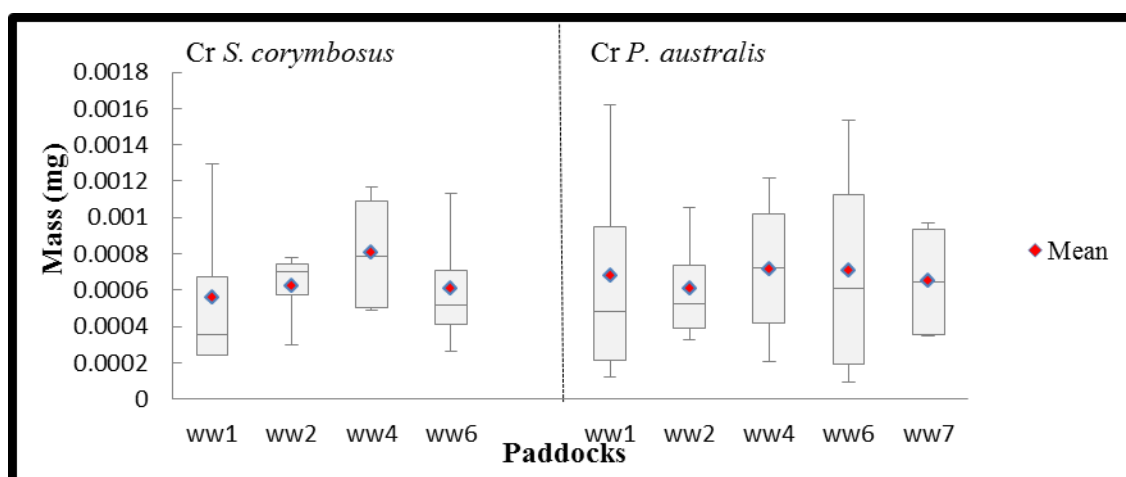 Cr S. corymbosus
Cr P. australis
0.0018
0.0016
0.0014
0.0012
0.001
0.0008
0.0006
0.0004
0.0002
0
Mass (mg)
Mean
ww1 ww2 ww4 ww6 ww1 ww2 ww4 ww6 ww7
Paddocks